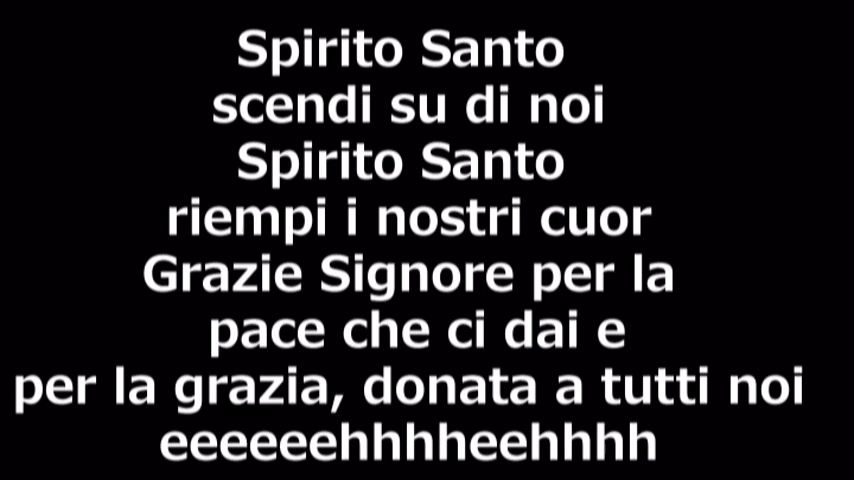 Spirito Santo
scendi su di noi
Spirito Santo
riempi i nostri cuor
Grazie Signore per la
pace che ci dai e
per la grazia, donata a tutti noi
eeeeeehhhheehhhh